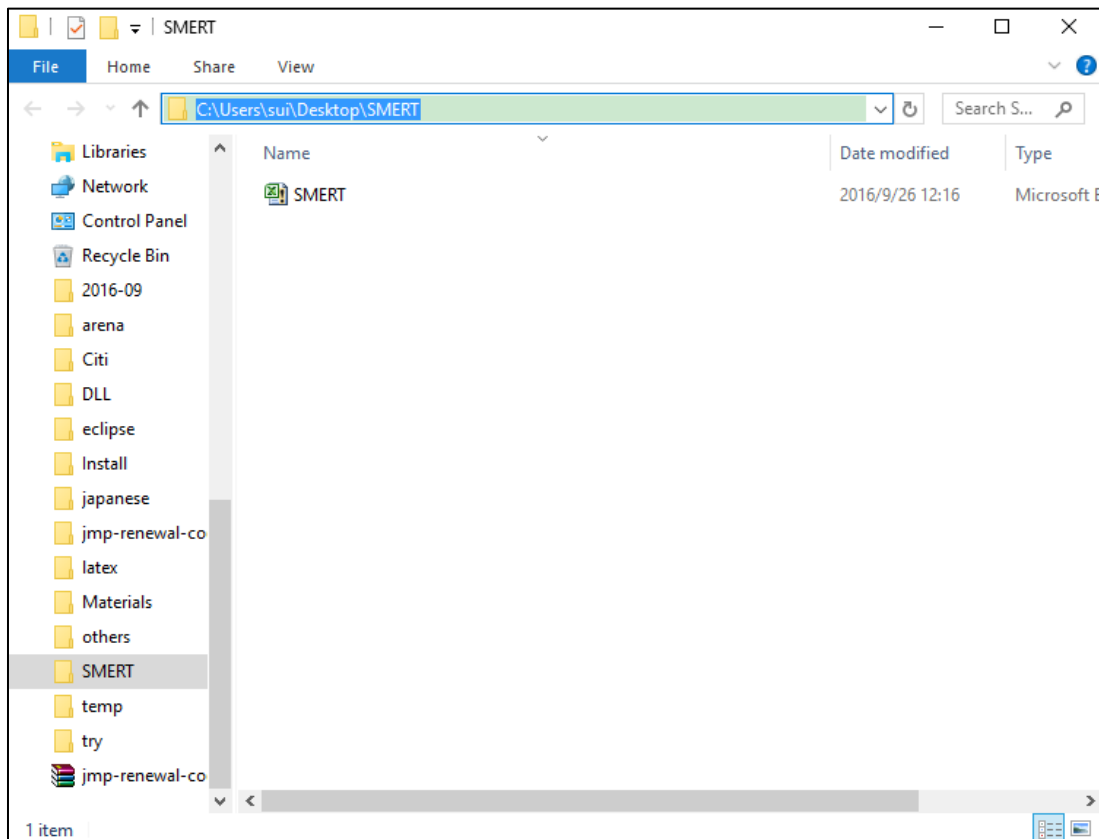 SMERT
File Home Share View
C:\Users\sui\Desktop\SMERT Search S...
Name Date modified Type
SMERT 2016/9/26 12:16 Microsoft E
Libraries
Network
Control Panel
Recycle Bin
2016-09
arena
Citi
DLL
eclipse
Install
japanese
jmp-renewal-co
latex
Materials
others
SMERT
temp
try
jmp-renewal-co
1 item